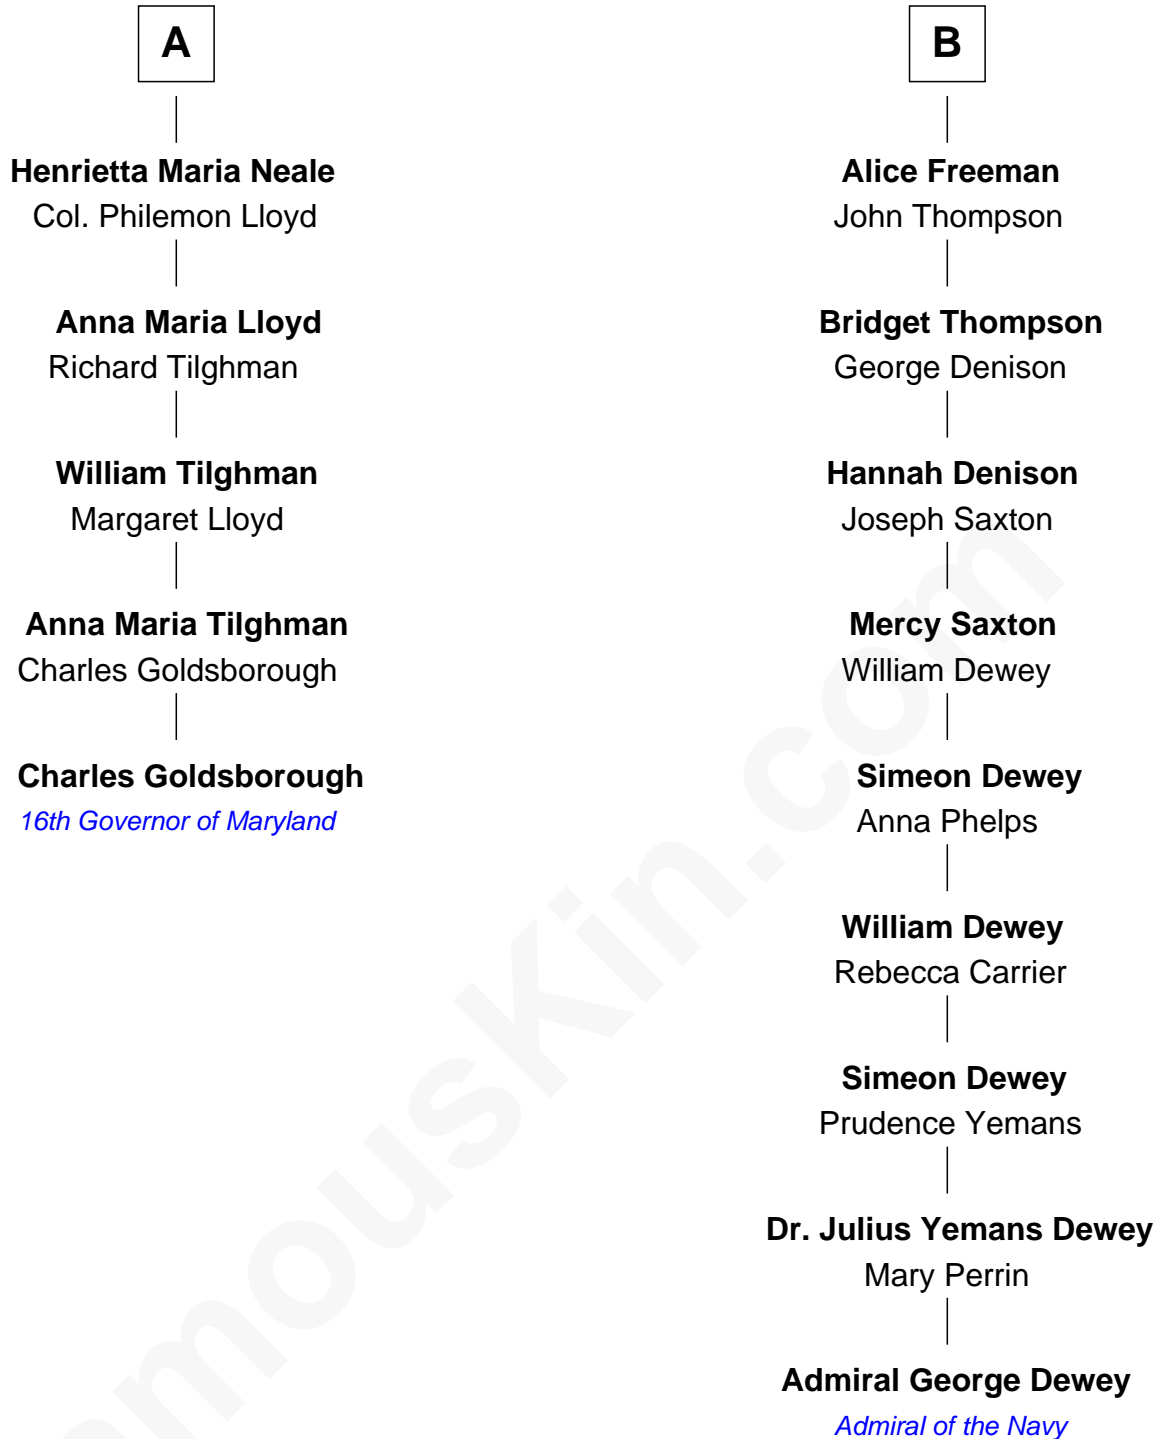 A
Henrietta Maria Neale
Col. Philemon Lloyd
Anna Maria Lloyd
Richard Tilghman
William Tilghman
Margaret Lloyd
Anna Maria Tilghman
Charles Goldsborough
Charles Goldsborough
16th Governor of Maryland
B
Alice Freeman
John Thompson
Bridget Thompson
George Denison
Hannah Denison
Joseph Saxton
Mercy Saxton
William Dewey
Simeon Dewey
Anna Phelps
William Dewey
Rebecca Carrier
Simeon Dewey
Prudence Yemans
Dr. Julius Yemans Dewey
Mary Perrin
Admiral George Dewey
Admiral of the Navy
amouskin.com